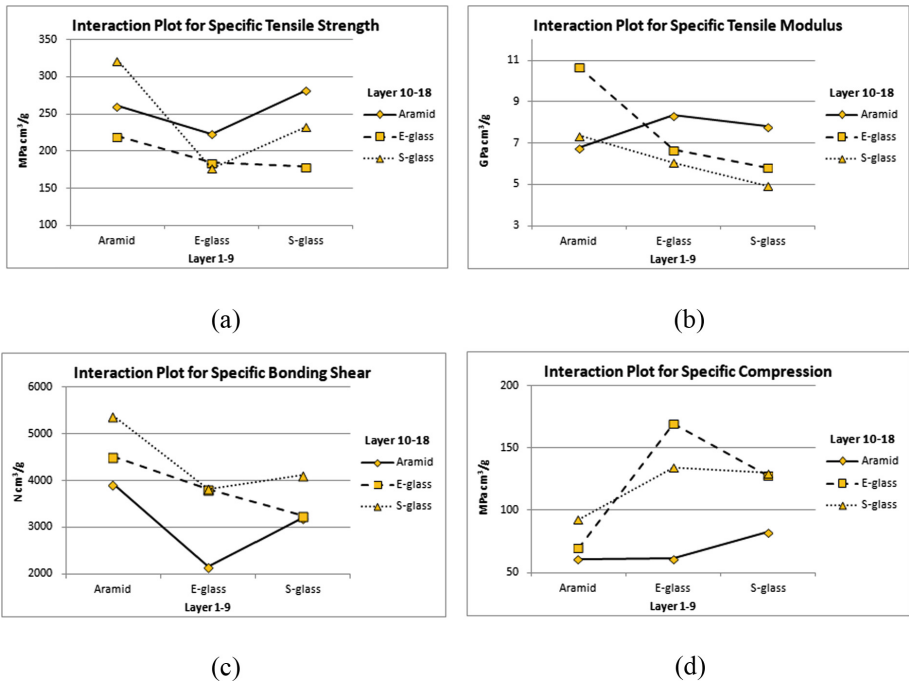 Interaction Plot for Specific Tensile Strength
350
300
250
200
150
100
MPa cm³/g
Aramid E-glass S-glass
Layer 1-9
Layer 10-18
Aramid
E-glass
S-glass
(a)
Interaction Plot for Specific Tensile Modulus
11
9
7
5
3
GPa cm³/g
Aramid E-glass S-glass
Layer 1-9
Layer 10-18
Aramid
E-glass
S-glass
(b)
Interaction Plot for Specific Bonding Shear
6000
5000
4000
3000
2000
N cm³/g
Aramid E-glass S-glass
Layer 1-9
Layer 10-18
Aramid
E-glass
S-glass
(c)
Interaction Plot for Specific Compression
200
150
100
50
MPa cm³/g
Aramid E-glass S-glass
Layer 1-9
Layer 10-18
Aramid
E-glass
S-glass
(d)